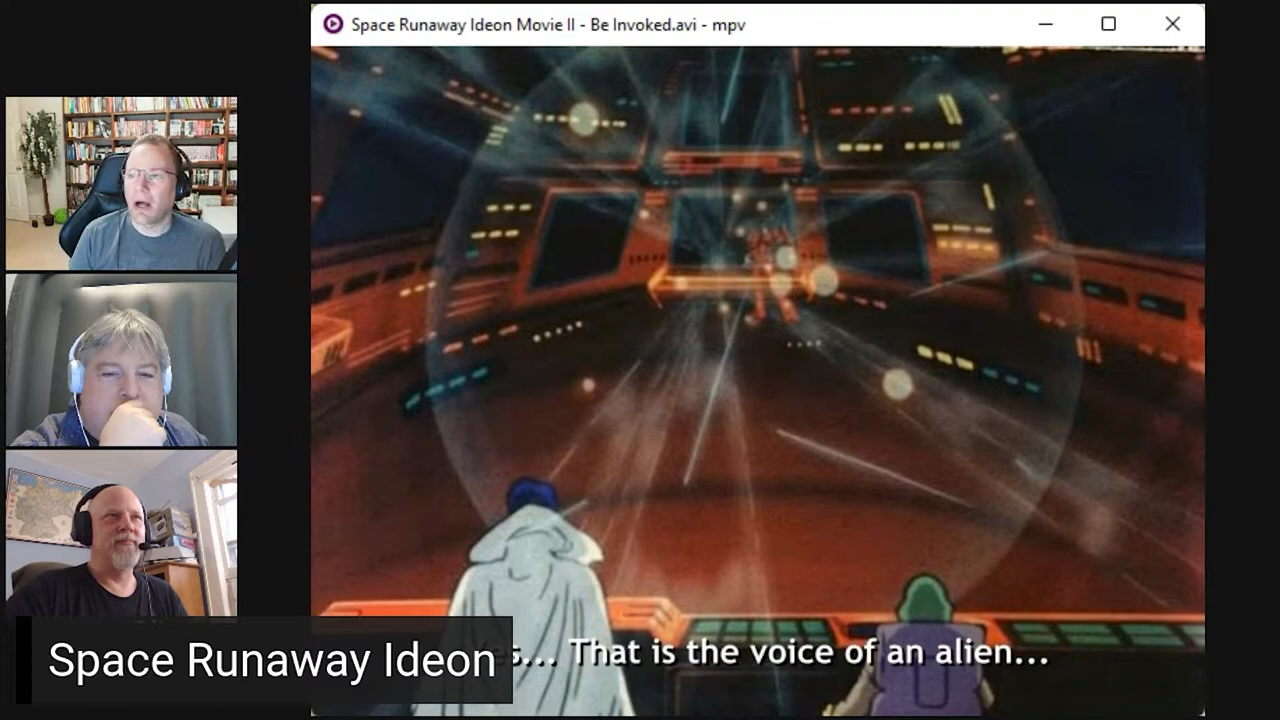 Space Runaway Ideon Movie II - Be Invoked.avi - mpv
That is the voice of an alien...
Space Runaway Ideon